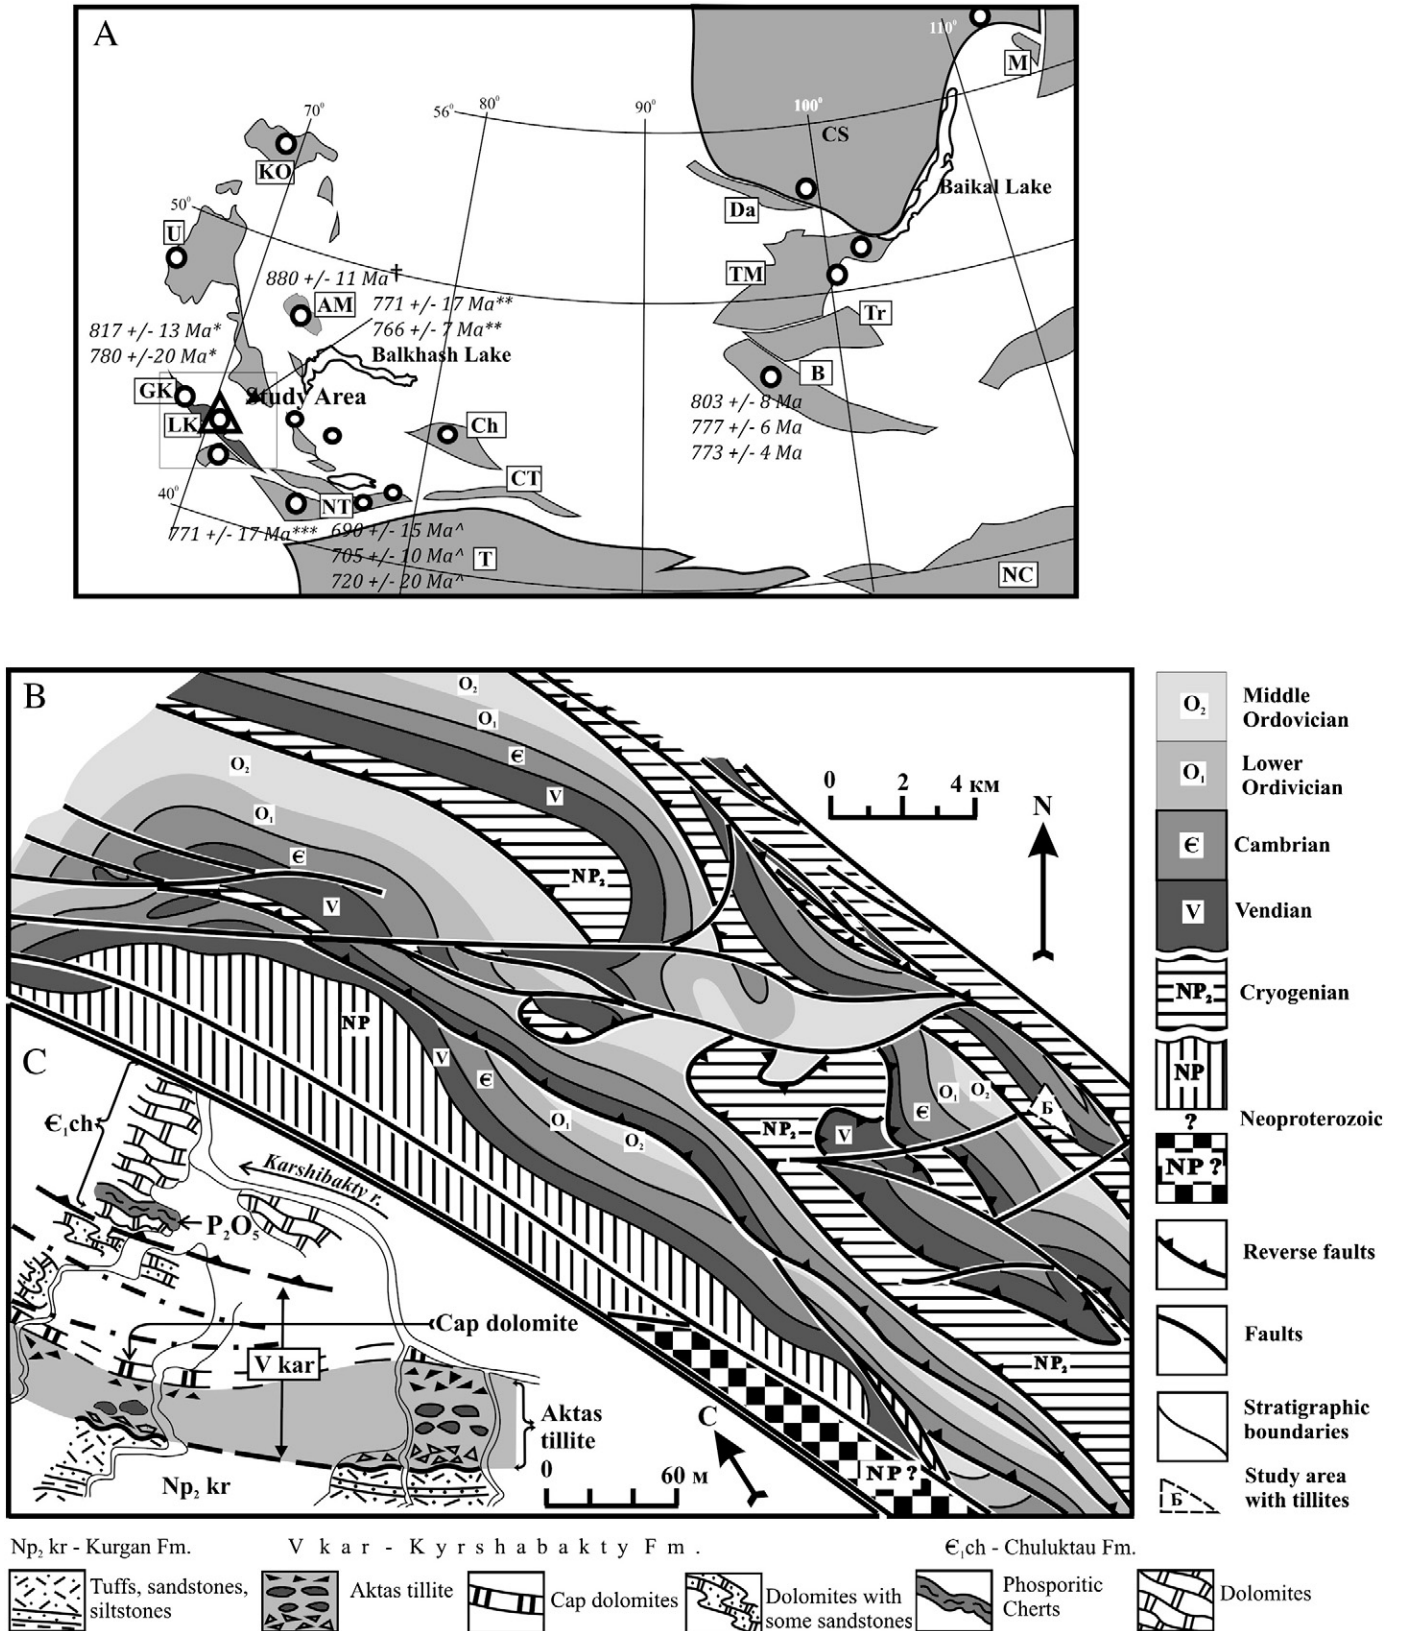 A
110°
M
70°
56°
80°
90°
100°
CS
KO
Baikal Lake
Da
50°
U
TM
880 +/- 11 Ma†
AM
771 +/- 17 Ma**
Tr
817 +/- 13 Ma*
766 +/- 7 Ma**
780 +/-20 Ma*
Balkhash Lake
B
GK
Study Area
803 +/- 8 Ma
LK
Ch
777 +/- 6 Ma
773 +/- 4 Ma
CT
40°
NT
771 +/- 17 Ma***
690 +/- 15 Ma^
705 +/- 10 Ma^
T
720 +/- 20 Ma^
NC
B
O₂
O₁
Є
V
O₂
O₁
Є
V
NP₂
0 2 4 км
N
NP
V
Є
O₁
O₂
NP₂
V
Є
O₁
O₂
Б
NP₂
NP ?
C
Є₁ch
Karshibakty r.
P₂O₅
Cap dolomite
V kar
Aktas
tillite
C
0 60 м
Np₂ kr
O₂
Middle
Ordovician
O₁
Lower
Ordivician
Є
Cambrian
V
Vendian
NP₂
Cryogenian
NP
?
Neoproterozoic
NP ?
Reverse faults
Faults
Stratigraphic
boundaries
Б
Study area
with tillites
Np₂ kr - Kurgan Fm.
V kar - Kyrshabakty Fm.
Є₁ch - Chuluktau Fm.
Tuffs, sandstones,
siltstones
Aktas tillite
Cap dolomites
Dolomites with
some sandstones
Phosporitic
Cherts
Dolomites